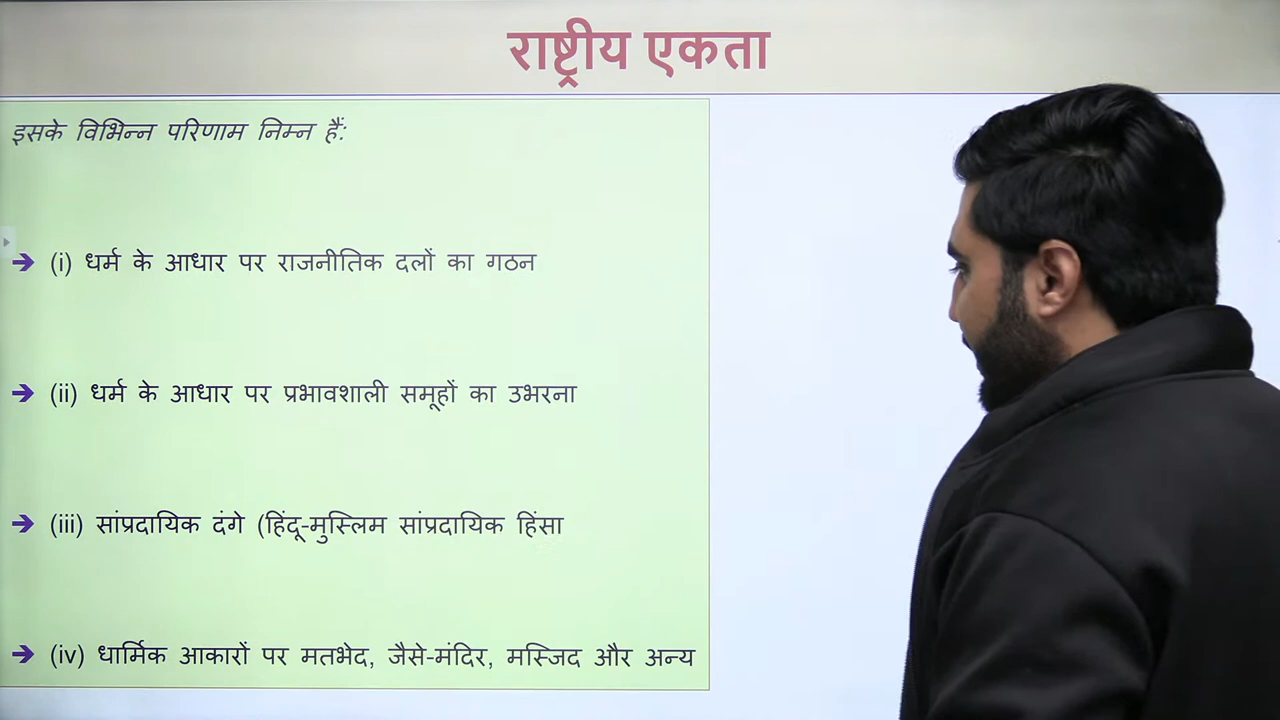 राष्ट्रीय एकता
इसके विभिन्न परिणाम निम्न हैं:
➔ (i) धर्म के आधार पर राजनीतिक दलों का गठन
➔ (ii) धर्म के आधार पर प्रभावशाली समूहों का उभरना
➔ (iii) सांप्रदायिक दंगे (हिंदू-मुस्लिम सांप्रदायिक हिंसा
➔ (iv) धार्मिक आकारों पर मतभेद, जैसे-मंदिर, मस्जिद और अन्य